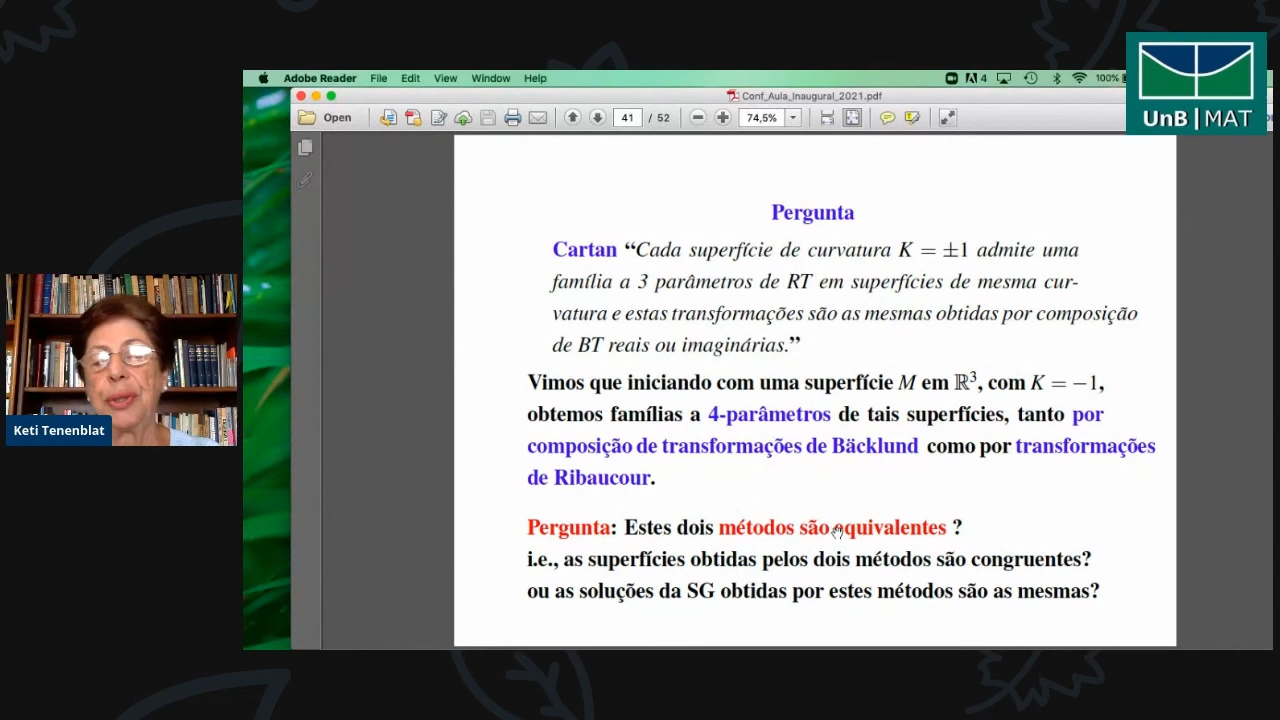 Adobe Reader File Edit View Window Help
4 100%
Conf_Aula_Inaugural_2021.pdf
Open 41 / 52 74,5%
UnB | MAT
Pergunta
Cartan “Cada superfície de curvatura K = ±1 admite uma
família a 3 parâmetros de RT em superfícies de mesma cur-
vatura e estas transformações são as mesmas obtidas por composição
de BT reais ou imaginárias.”
Vimos que iniciando com uma superfície M em ℝ³, com K = −1,
obtemos famílias a 4-parâmetros de tais superfícies, tanto por
composição de transformações de Bäcklund como por transformações
de Ribaucour.
Pergunta: Estes dois métodos são equivalentes ?
i.e., as superfícies obtidas pelos dois métodos são congruentes?
ou as soluções da SG obtidas por estes métodos são as mesmas?
Keti Tenenblat